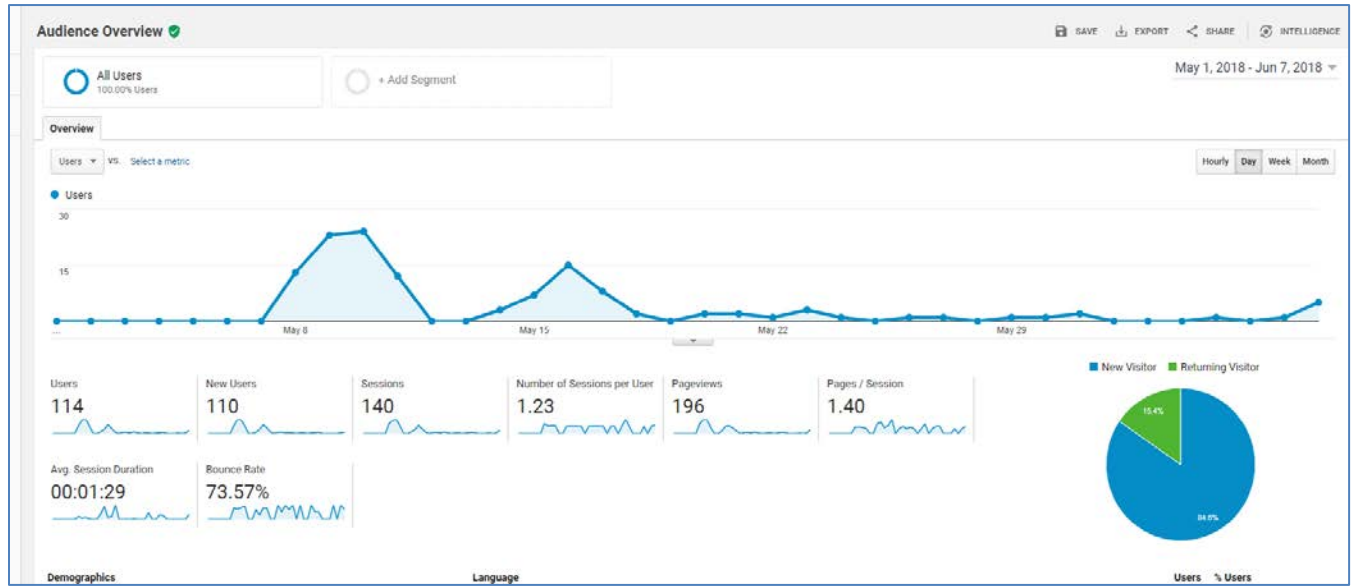 Audience Overview
SAVE EXPORT SHARE INTELLIGENCE
All Users
100.00% Users
+ Add Segment
May 1, 2018 - Jun 7, 2018
Overview
Users VS. Select a metric
Hourly Day Week Month
Users
30
15
... May 8 May 15 May 22 May 29
New Visitor Returning Visitor
15.4%
84.6%
Users
114
New Users
110
Sessions
140
Number of Sessions per User
1.23
Pageviews
196
Pages / Session
1.40
Avg. Session Duration
00:01:29
Bounce Rate
73.57%
Demographics Language Users % Users